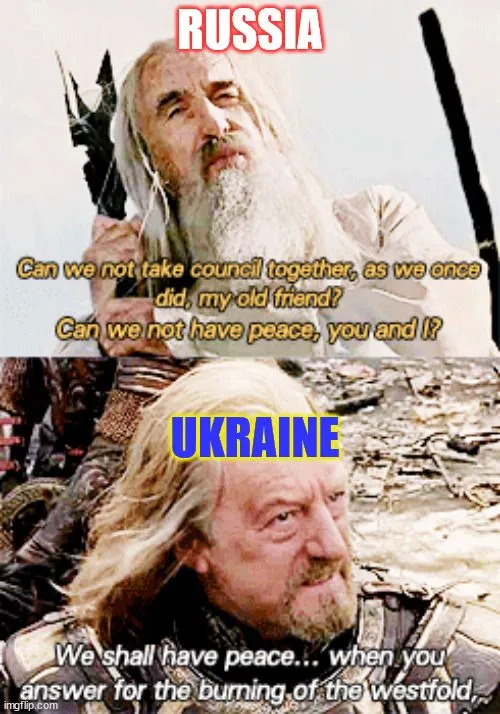 RUSSIA
Can we not take council together, as we once
did, my old friend?
Can we not have peace, you and I?
UKRAINE
We shall have peace... when you
answer for the burning of the westfold,..
imgflip.com